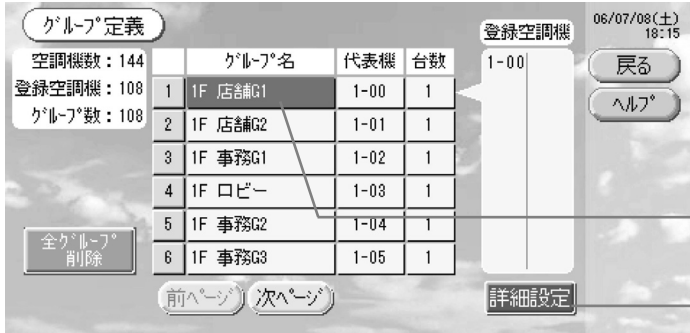 グループ定義
登録空調機
06/07/08(土)
18:15
空調機数:144
登録空調機:108
グループ数:108
グループ名 代表機 台数
1 1F 店舗G1 1-00 1
2 1F 店舗G2 1-01 1
3 1F 事務G1 1-02 1
4 1F ロビー 1-03 1
5 1F 事務G2 1-04 1
6 1F 事務G3 1-05 1
1-00
戻る
ヘルプ
全グループ
削除
前ページ 次ページ
詳細設定